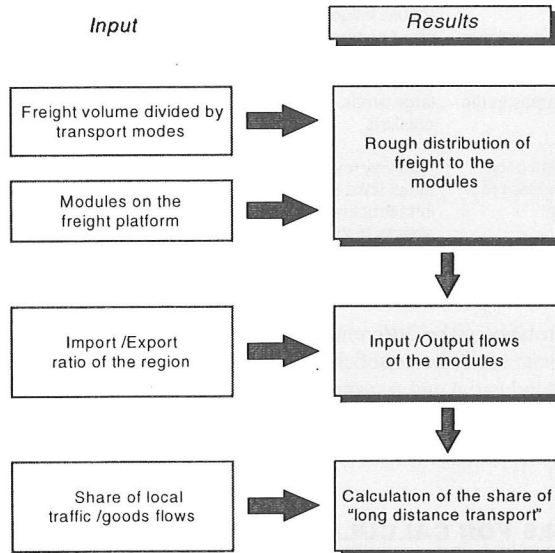 Input
Results
Freight volume divided by
transport modes
Rough distribution of
freight to the
modules
Modules on the
freight platform
Import /Export
ratio of the region
Input /Output flows
of the modules
Share of local
traffic /goods flows
Calculation of the share of
"long distance transport"